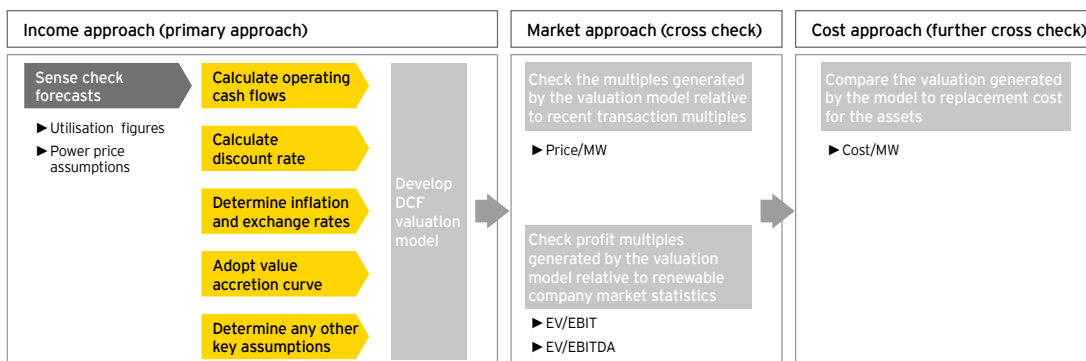 Income approach (primary approach)
Sense check
forecasts
►Utilisation figures
►Power price
assumptions
Calculate operating
cash flows
Calculate
discount rate
Determine inflation
and exchange rates
Adopt value
accretion curve
Determine any other
key assumptions
Develop
DCF
valuation
model
Market approach (cross check)
Check the multiples generated
by the valuation model relative
to recent transaction multiples
►Price/MW
Check profit multiples
generated by the valuation
model relative to renewable
company market statistics
►EV/EBIT
►EV/EBITDA
Cost approach (further cross check)
Compare the valuation generated
by the model to replacement cost
for the assets
►Cost/MW